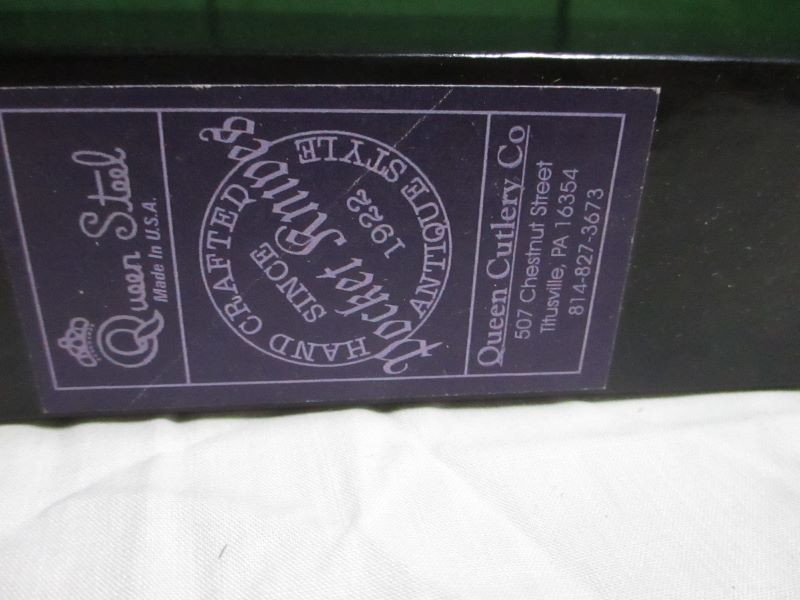 Queen Steel
Made In U.S.A.
HAND CRAFTED
ANTIQUE STYLE
SINCE
Pocket Knives
1922
Queen Cutlery Co
507 Chestnut Street
Titusville, PA 16354
814-827-3673